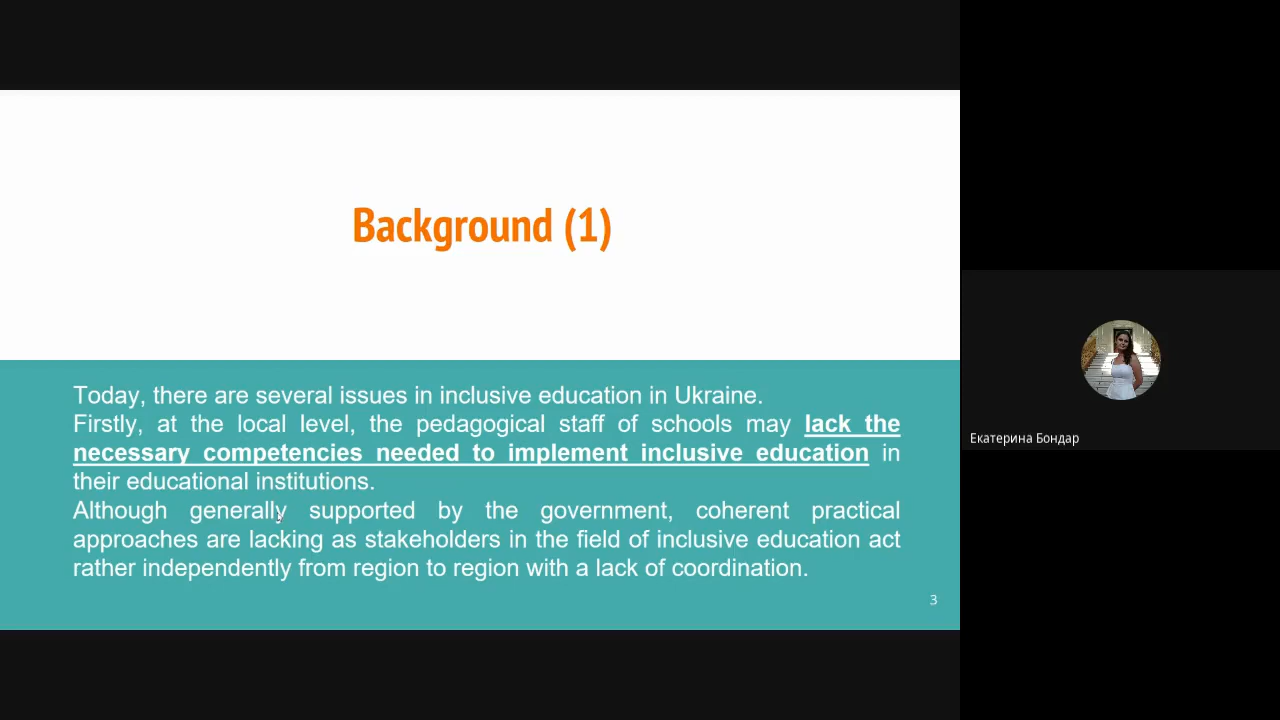 Background (1)
Today, there are several issues in inclusive education in Ukraine.
Firstly, at the local level, the pedagogical staff of schools may lack the
necessary competencies needed to implement inclusive education in
their educational institutions.
Although generally supported by the government, coherent practical
approaches are lacking as stakeholders in the field of inclusive education act
rather independently from region to region with a lack of coordination.
3
Екатерина Бондар